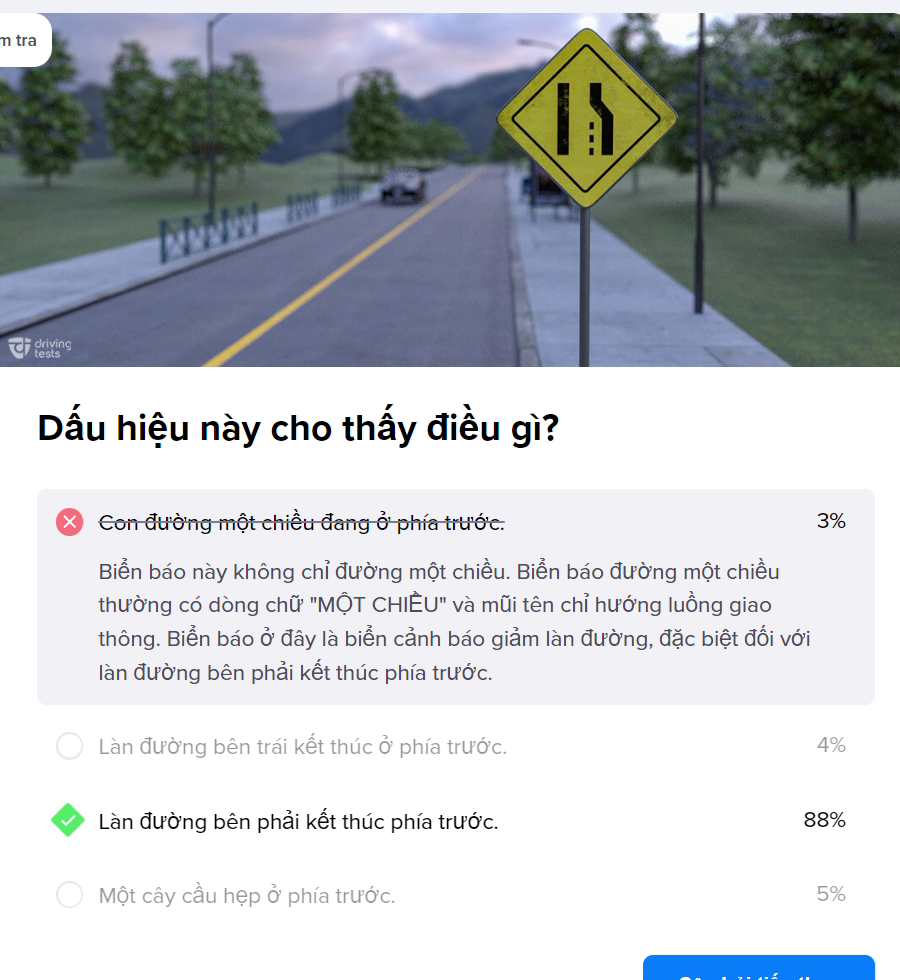 m tra
driving
tests
Dấu hiệu này cho thấy điều gì?
Con đường một chiều đang ở phía trước.
3%
Biển báo này không chỉ đường một chiều. Biển báo đường một chiều
thường có dòng chữ "MỘT CHIỀU" và mũi tên chỉ hướng luồng giao
thông. Biển báo ở đây là biển cảnh báo giảm làn đường, đặc biệt đối với
làn đường bên phải kết thúc phía trước.
Làn đường bên trái kết thúc ở phía trước.
4%
Làn đường bên phải kết thúc phía trước.
88%
Một cây cầu hẹp ở phía trước.
5%